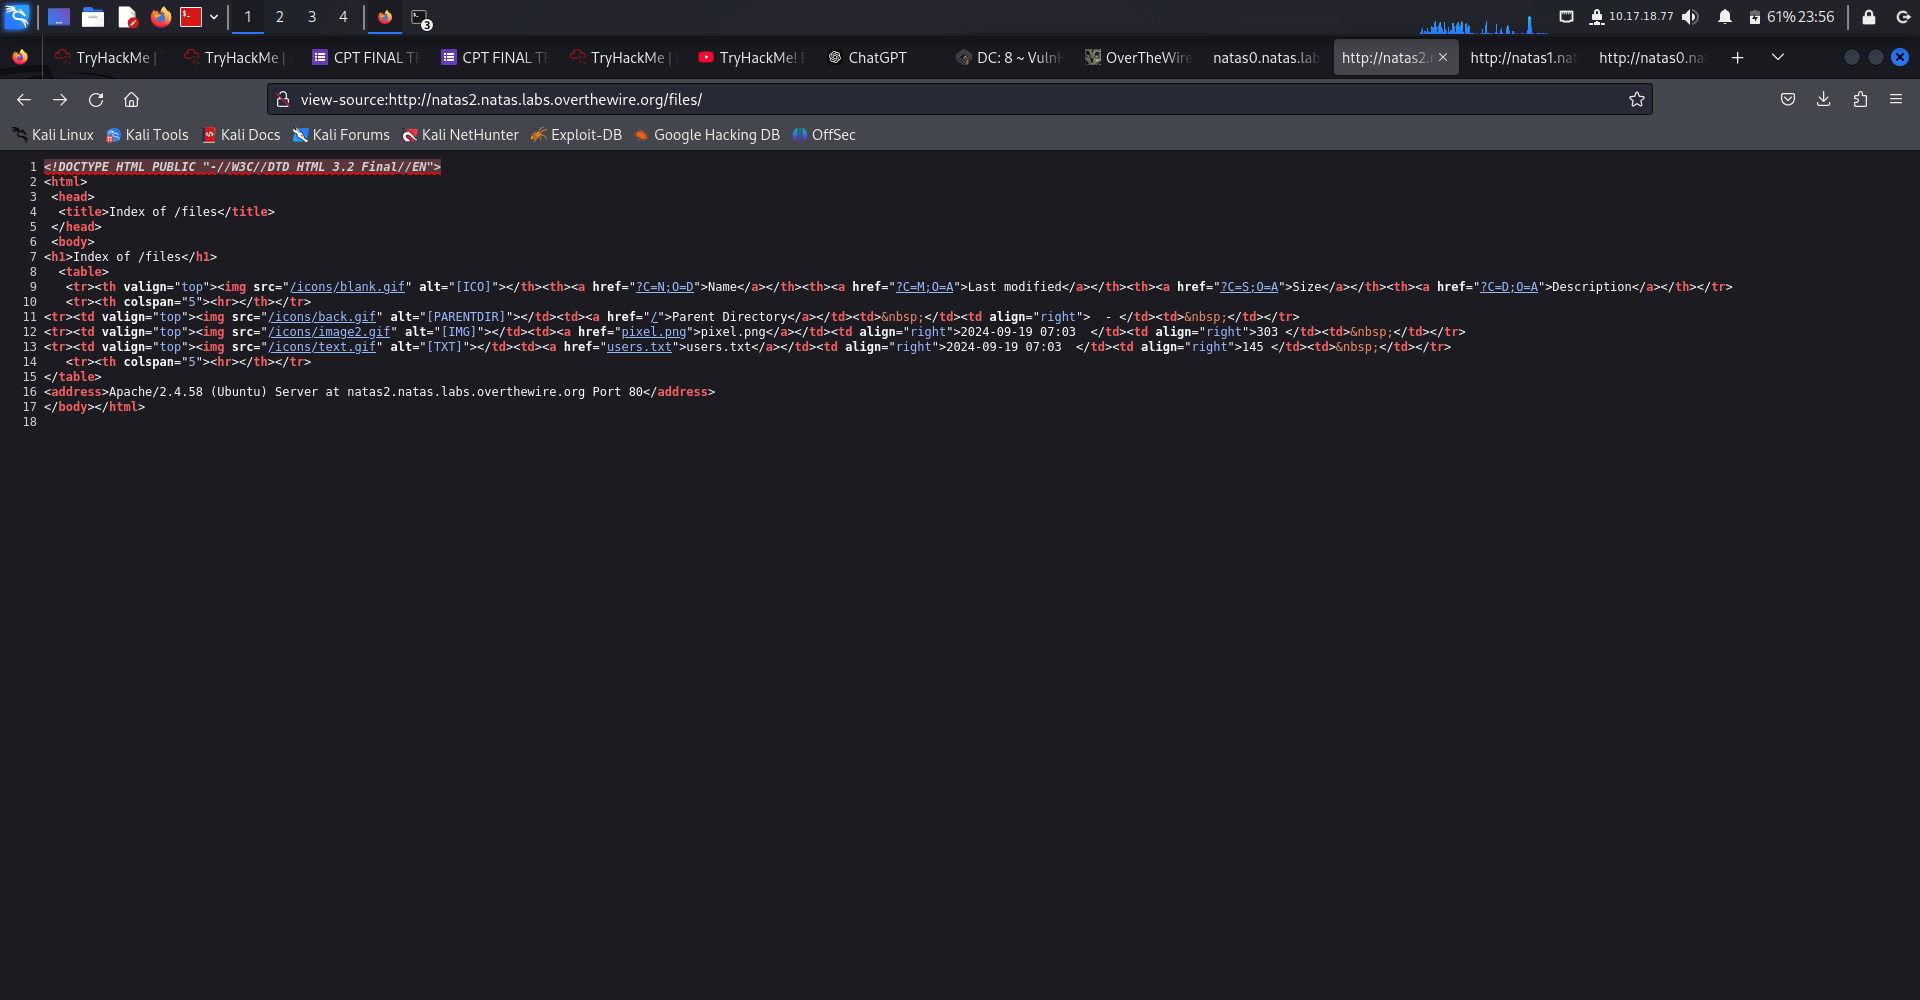 1 2 3 4 3 10.17.18.77 61% 23:56
TryHackMe | TryHackMe | CPT FINAL TE CPT FINAL TE TryHackMe | TryHackMe! ChatGPT DC: 8 ~ Vuln OverTheWire natas0.natas.lab http://natas2. http://natas1.nat http://natas0.na
view-source:http://natas2.natas.labs.overthewire.org/files/
Kali Linux Kali Tools Kali Docs Kali Forums Kali NetHunter Exploit-DB Google Hacking DB OffSec
1 <!DOCTYPE HTML PUBLIC "-//W3C//DTD HTML 3.2 Final//EN">
2 <html>
3 <head>
4 <title>Index of /files</title>
5 </head>
6 <body>
7 <h1>Index of /files</h1>
8 <table>
9 <tr><th valign="top"><img src="/icons/blank.gif" alt="[ICO]"></th><th><a href="?C=N;O=D">Name</a></th><th><a href="?C=M;O=A">Last modified</a></th><th><a href="?C=S;O=A">Size</a></th><th><a href="?C=D;O=A">Description</a></th></tr>
10 <tr><th colspan="5"><hr></th></tr>
11 <tr><td valign="top"><img src="/icons/back.gif" alt="[PARENTDIR]"></td><td><a href="/">Parent Directory</a></td><td>&nbsp;</td><td align="right">  - </td><td>&nbsp;</td></tr>
12 <tr><td valign="top"><img src="/icons/image2.gif" alt="[IMG]"></td><td><a href="pixel.png">pixel.png</a></td><td align="right">2024-09-19 07:03  </td><td align="right">303 </td><td>&nbsp;</td></tr>
13 <tr><td valign="top"><img src="/icons/text.gif" alt="[TXT]"></td><td><a href="users.txt">users.txt</a></td><td align="right">2024-09-19 07:03  </td><td align="right">145 </td><td>&nbsp;</td></tr>
14 <tr><th colspan="5"><hr></th></tr>
15 </table>
16 <address>Apache/2.4.58 (Ubuntu) Server at natas2.natas.labs.overthewire.org Port 80</address>
17 </body></html>
18